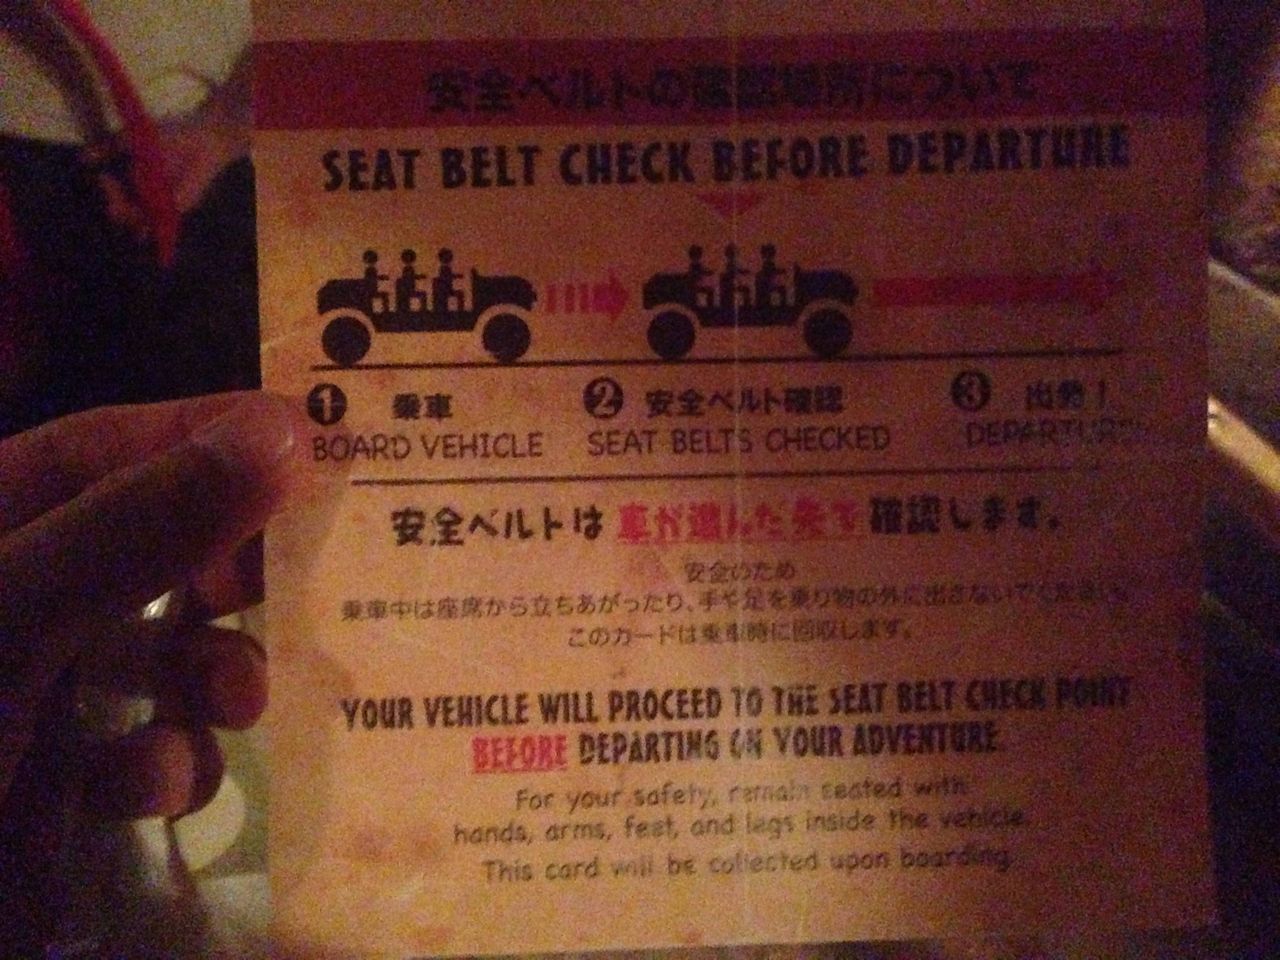 安全ベルトの確認場所について
SEAT BELT CHECK BEFORE DEPARTURE
❶ 乗車 ❷ 安全ベルト確認 ❸ 出発!
BOARD VEHICLE SEAT BELTS CHECKED DEPARTURE
安全ベルトは車が進んだ先で確認します。
安全のため
乗車中は座席から立ちあがったり、手や足を乗り物の外に出さないでください。
このカードは乗車時に回収します。
YOUR VEHICLE WILL PROCEED TO THE SEAT BELT CHECK POINT
BEFORE DEPARTING ON YOUR ADVENTURE.
For your safety, remain seated with
hands, arms, feet, and legs inside the vehicle.
This card will be collected upon boarding.